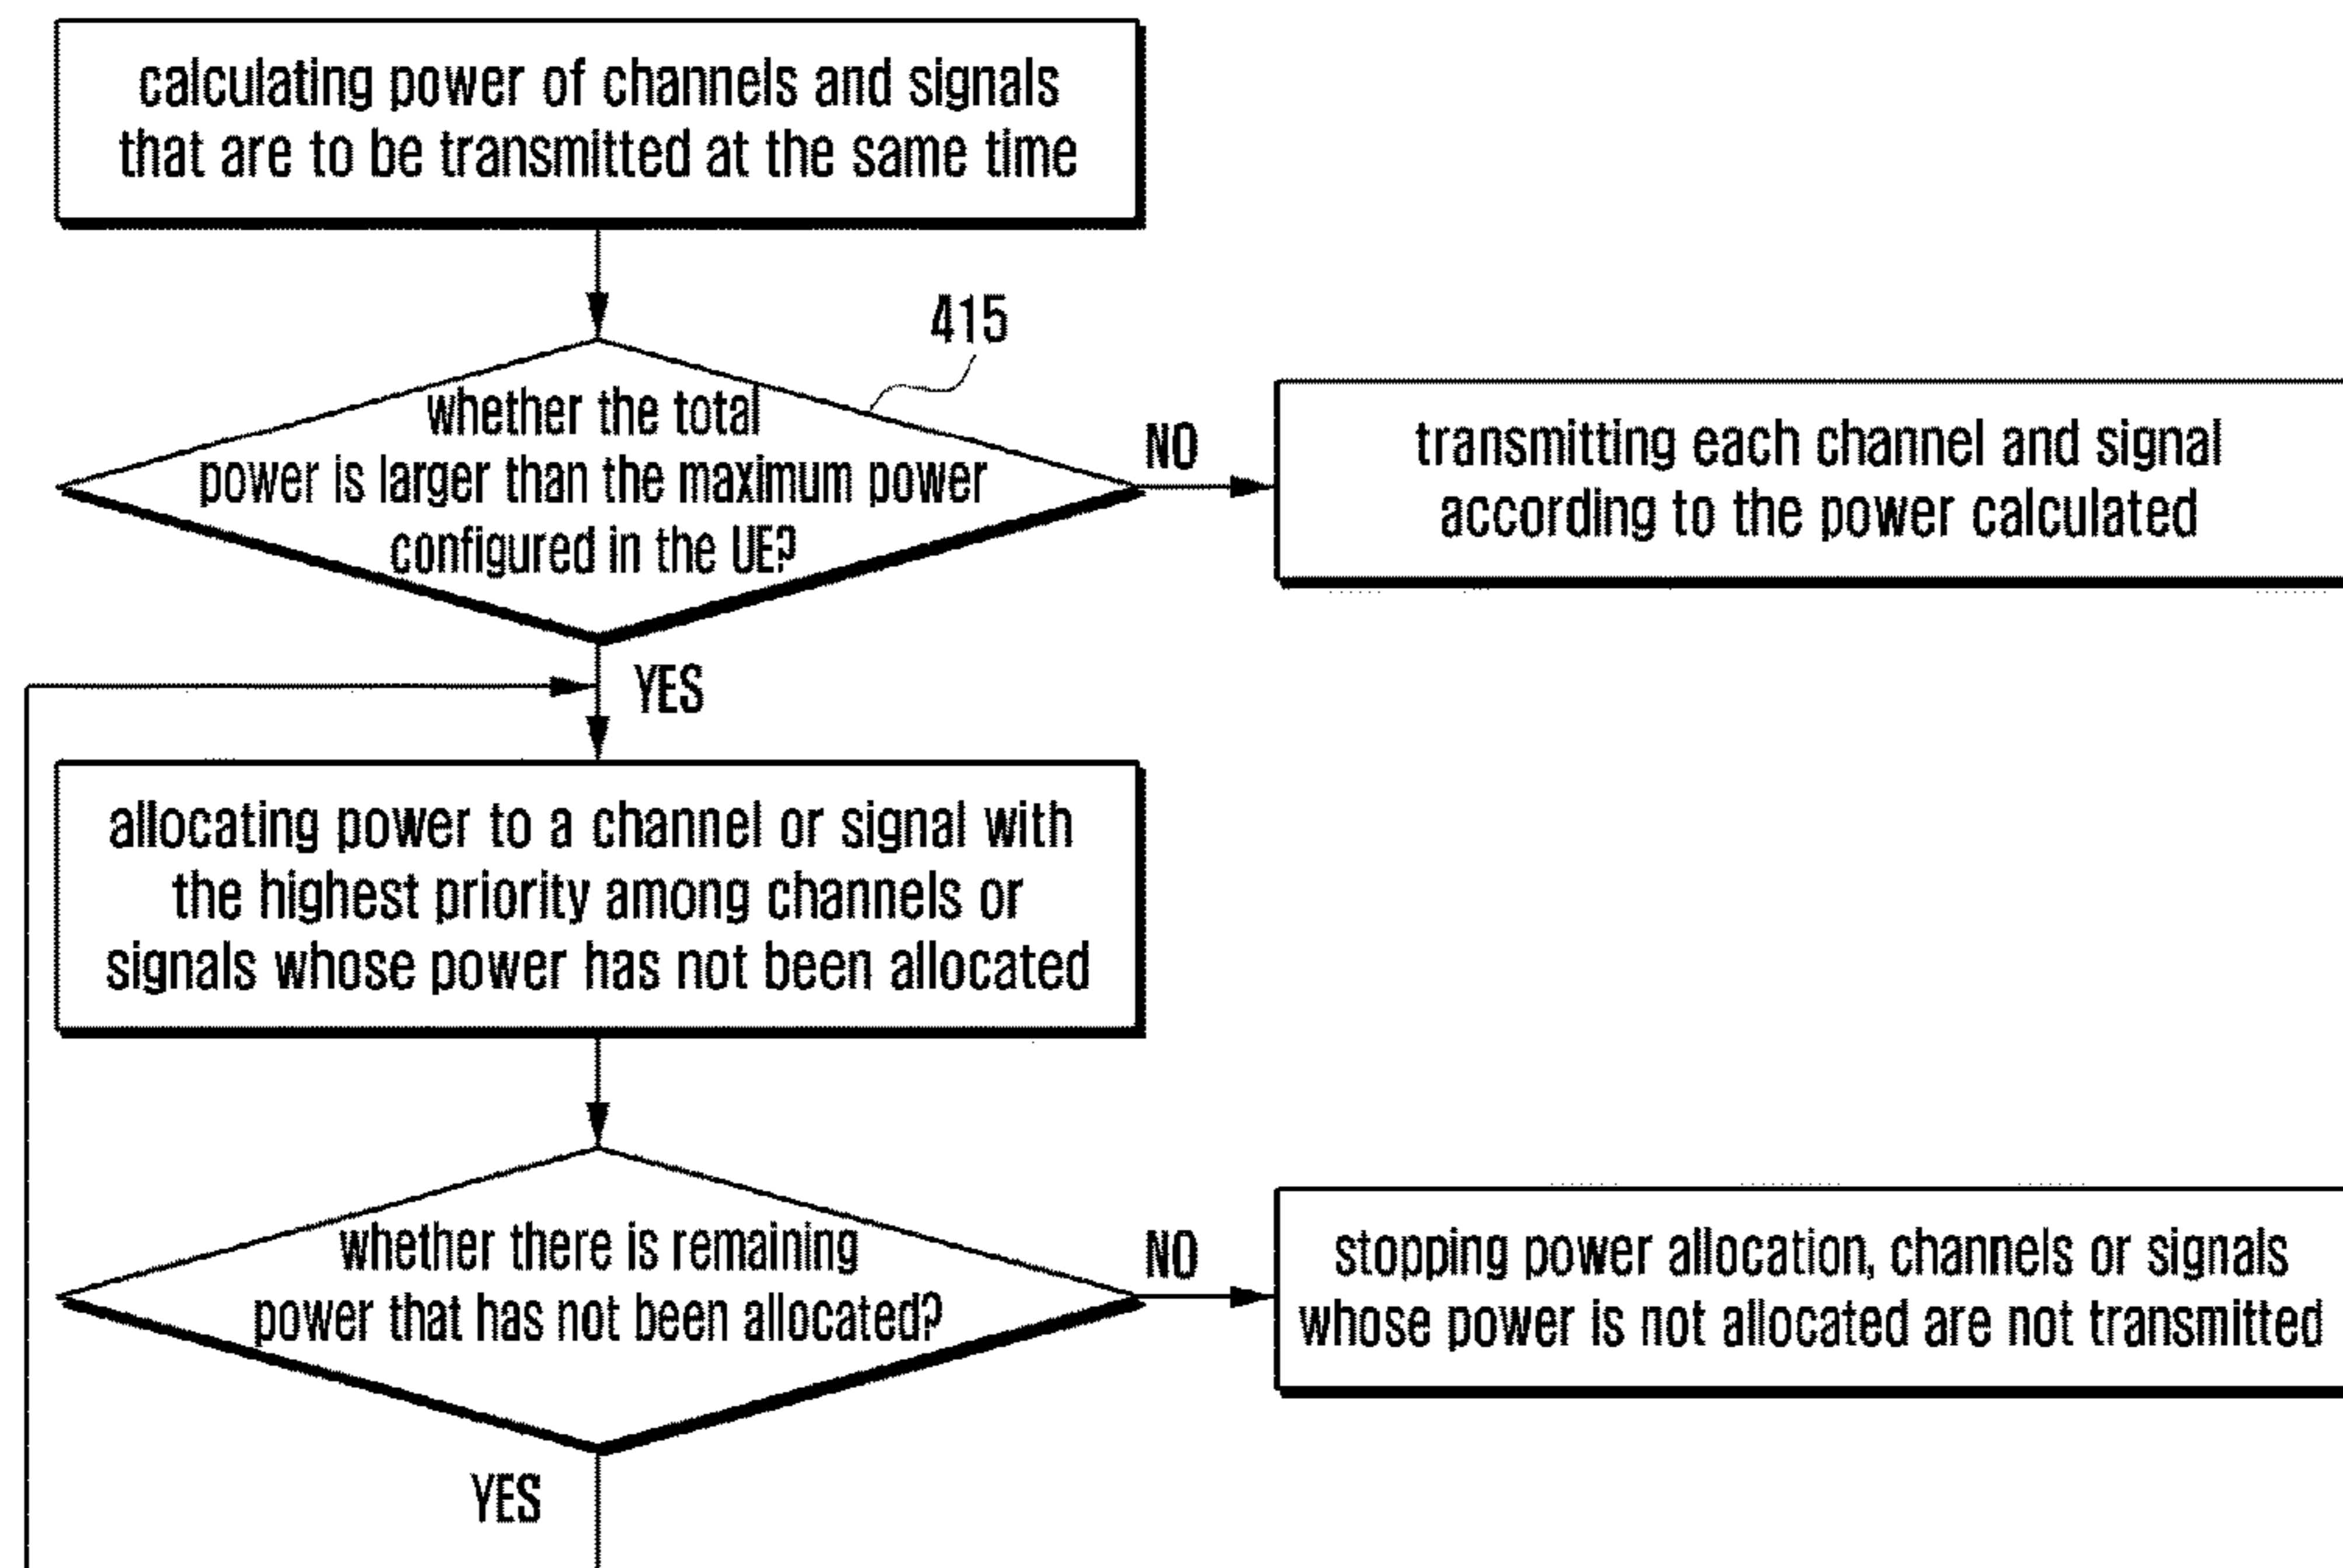 calculating power of channels and signals
that are to be transmitted at the same time
415
whether the total
power is larger than the maximum power
configured in the UE?
NO
transmitting each channel and signal
according to the power calculated
YES
allocating power to a channel or signal with
the highest priority among channels or
signals whose power has not been allocated
whether there is remaining
power that has not been allocated?
NO
stopping power allocation, channels or signals
whose power is not allocated are not transmitted
YES